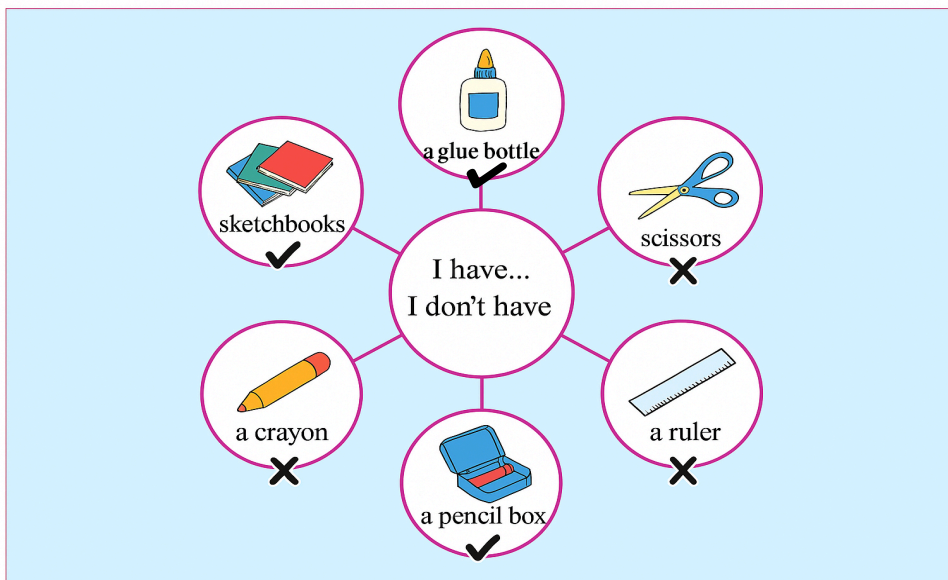 a glue bottle
sketchbooks
scissors
I have...
I don't have
a crayon
a ruler
a pencil box